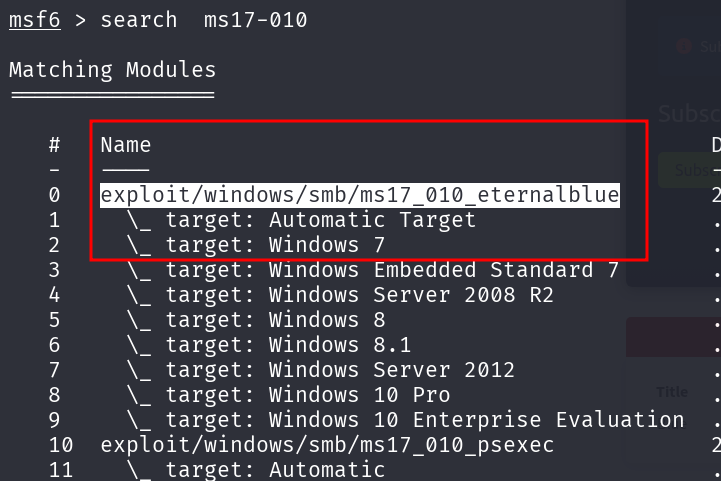 msf6 > search  ms17-010
Matching Modules
================
#   Name   D
-   ----   -
0   exploit/windows/smb/ms17_010_eternalblue   2
1     \_ target: Automatic Target   .
2     \_ target: Windows 7   .
3     \_ target: Windows Embedded Standard 7   .
4     \_ target: Windows Server 2008 R2   .
5     \_ target: Windows 8   .
6     \_ target: Windows 8.1   .
7     \_ target: Windows Server 2012   .
8     \_ target: Windows 10 Pro   .
9     \_ target: Windows 10 Enterprise Evaluation   .
10  exploit/windows/smb/ms17_010_psexec   2
11    \_ target: Automatic   .
Title